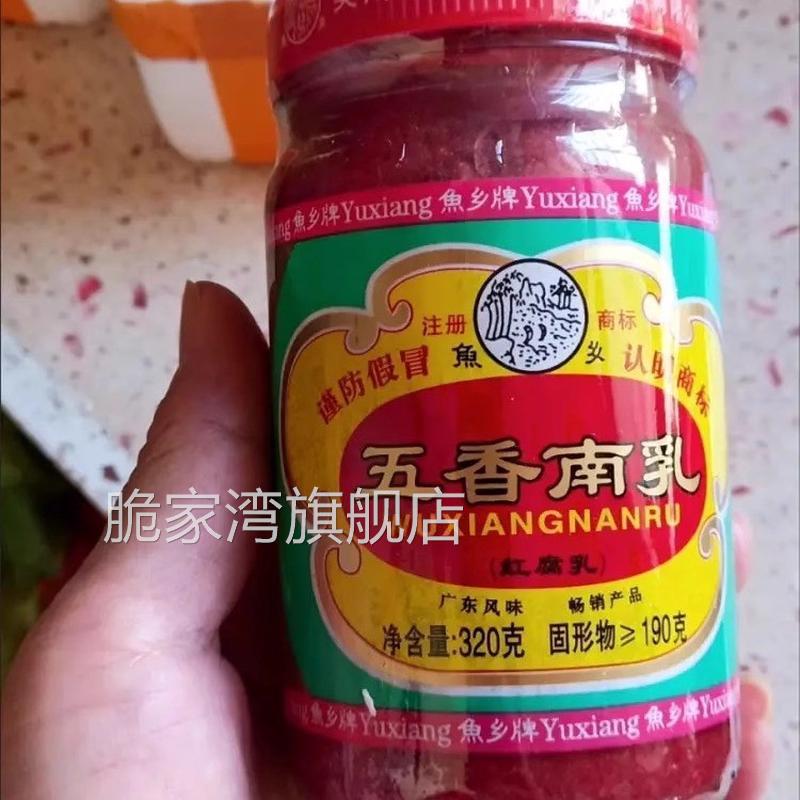 魚乡牌Yuxiang 魚乡牌Yuxiang 魚乡牌Yuxiang
注册 商标
魚乡
谨防假冒 认明商标
五香南乳
WUXIANGNANRU
(紅腐乳)
广东风味 畅销产品
净含量:320克 固形物≥190克
Yuxiang 魚乡牌Yuxiang 魚乡牌Yuxiang
脆家湾旗舰店